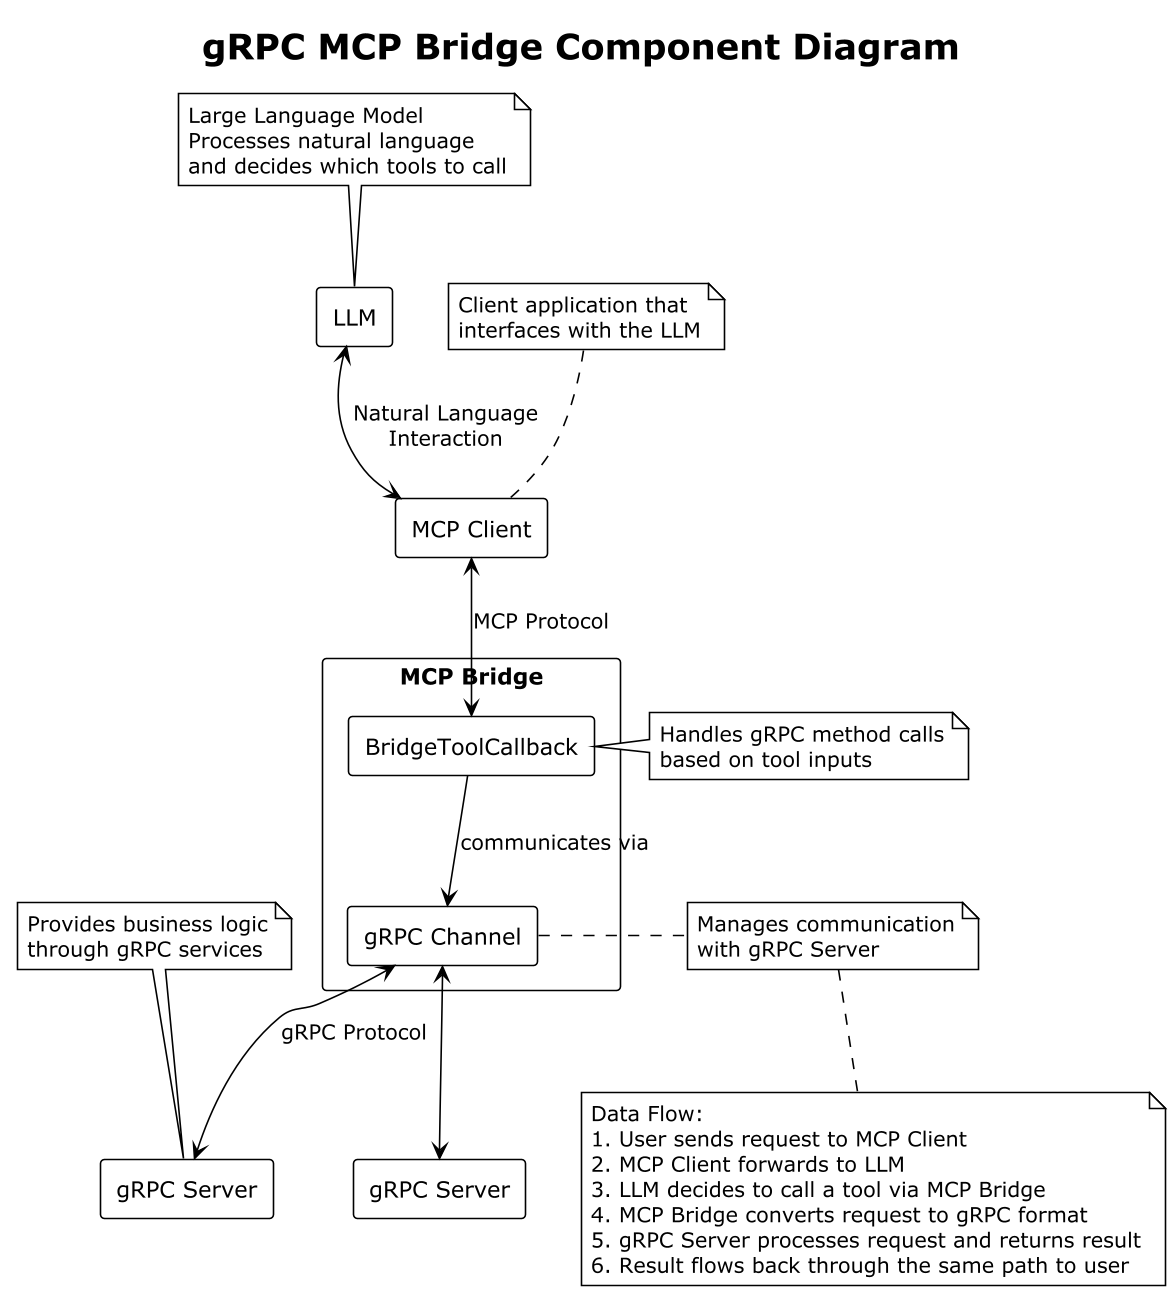 gRPC MCP Bridge Component Diagram
Large Language Model
Processes natural language
and decides which tools to call
LLM
Client application that
interfaces with the LLM
Natural Language
Interaction
MCP Client
MCP Protocol
MCP Bridge
BridgeToolCallback
Handles gRPC method calls
based on tool inputs
communicates via
Provides business logic
through gRPC services
gRPC Channel
Manages communication
with gRPC Server
gRPC Protocol
gRPC Server
gRPC Server
Data Flow:
1. User sends request to MCP Client
2. MCP Client forwards to LLM
3. LLM decides to call a tool via MCP Bridge
4. MCP Bridge converts request to gRPC format
5. gRPC Server processes request and returns result
6. Result flows back through the same path to user